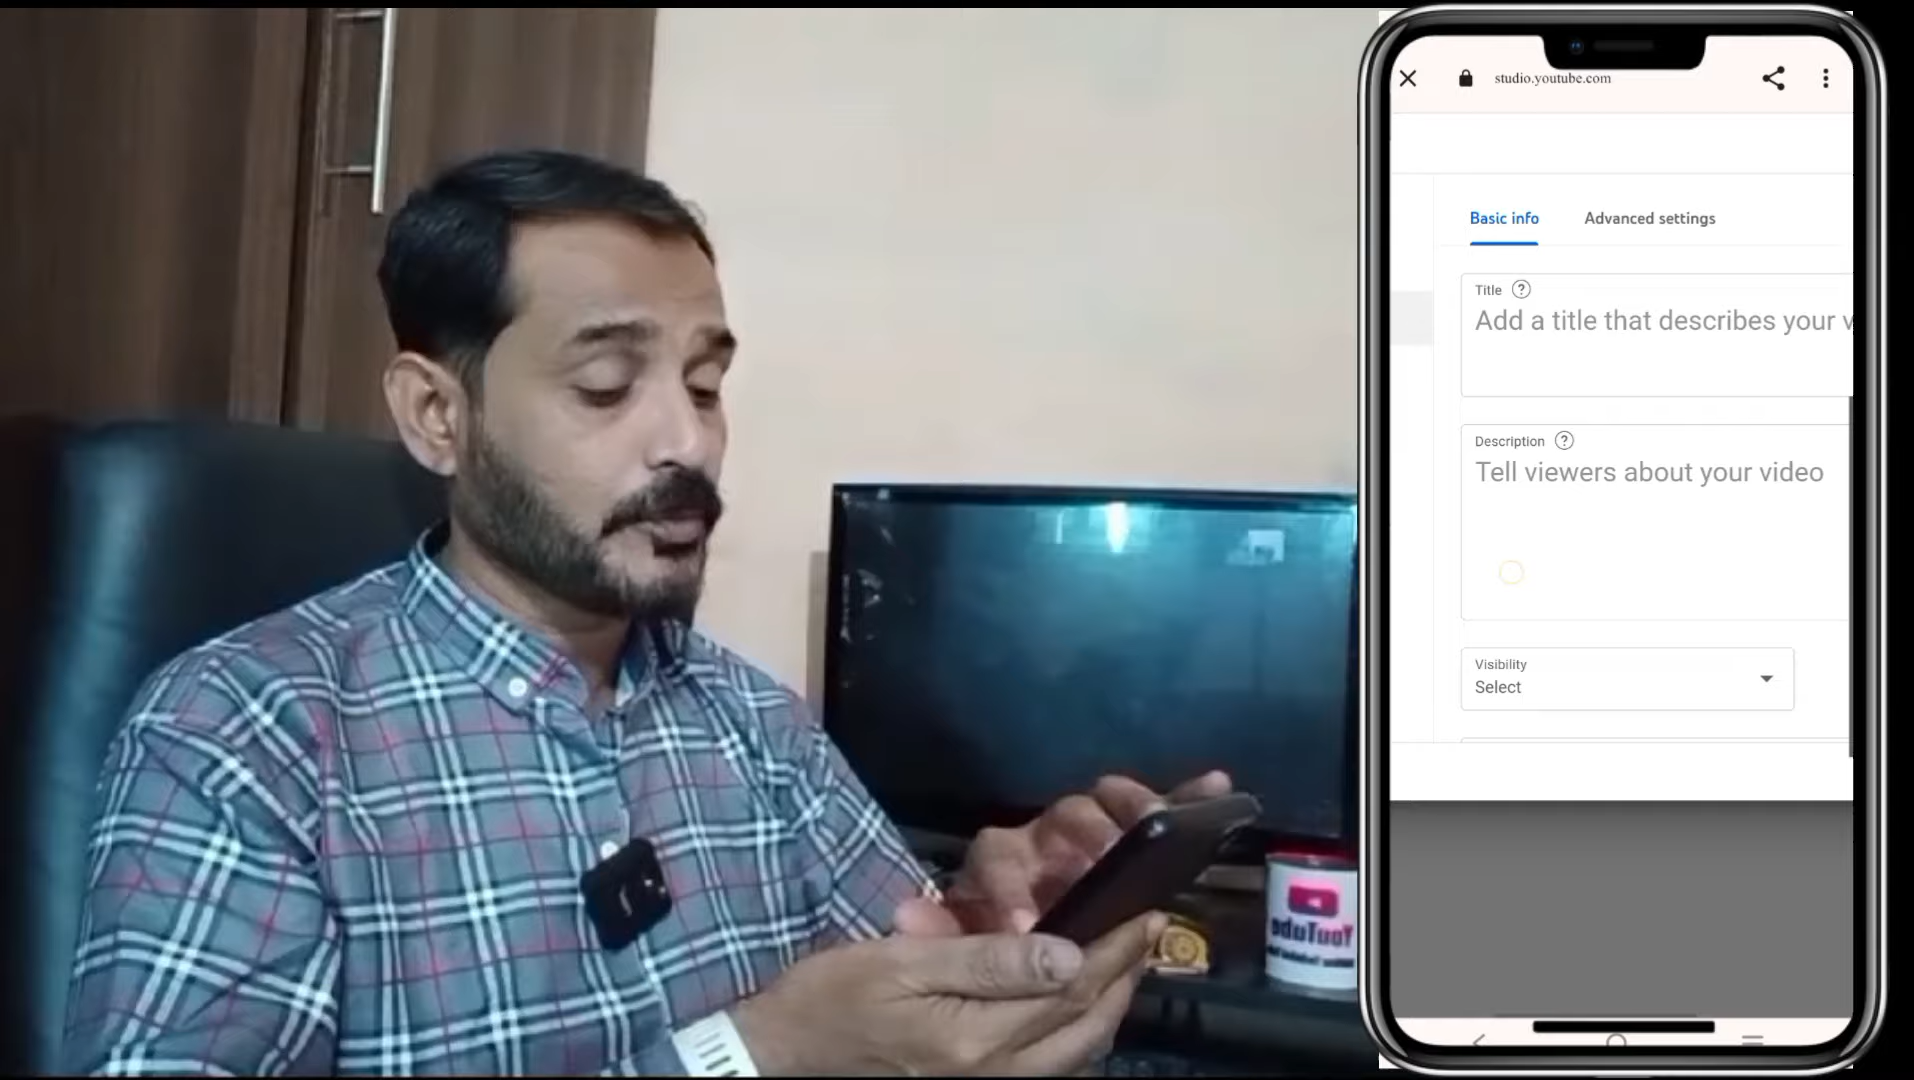 studio.youtube.com
Basic info
Advanced settings
Title
Add a title that describes your v
Description
Tell viewers about your video
Visibility
Select
YouTube